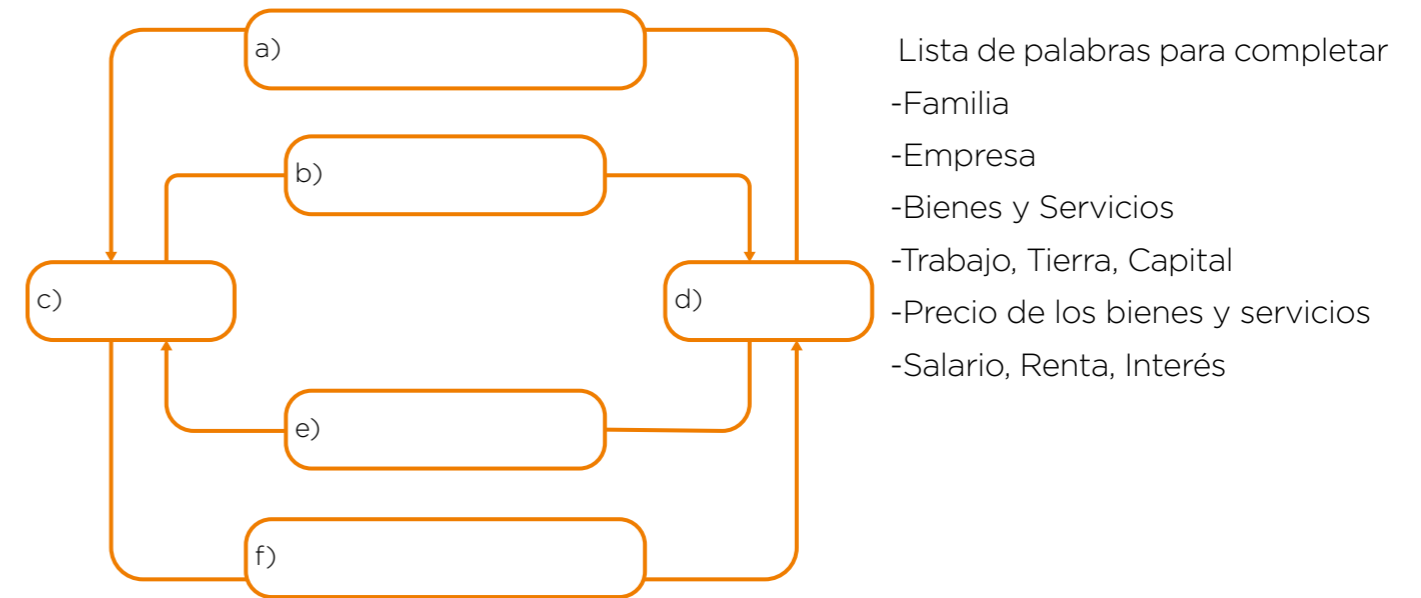 a)
b)
c)
d)
e)
f)
Lista de palabras para completar
-Familia
-Empresa
-Bienes y Servicios
-Trabajo, Tierra, Capital
-Precio de los bienes y servicios
-Salario, Renta, Interés